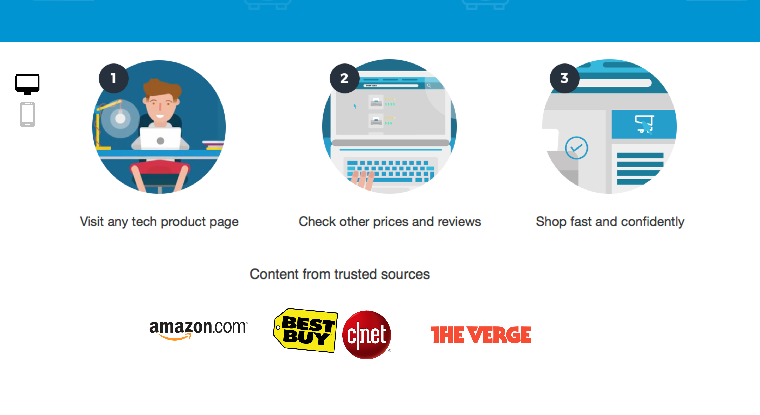 1
2
3
Visit any tech product page
Check other prices and reviews
Shop fast and confidently
Content from trusted sources
amazon.com
BEST
BUY
c|net
THE VERGE